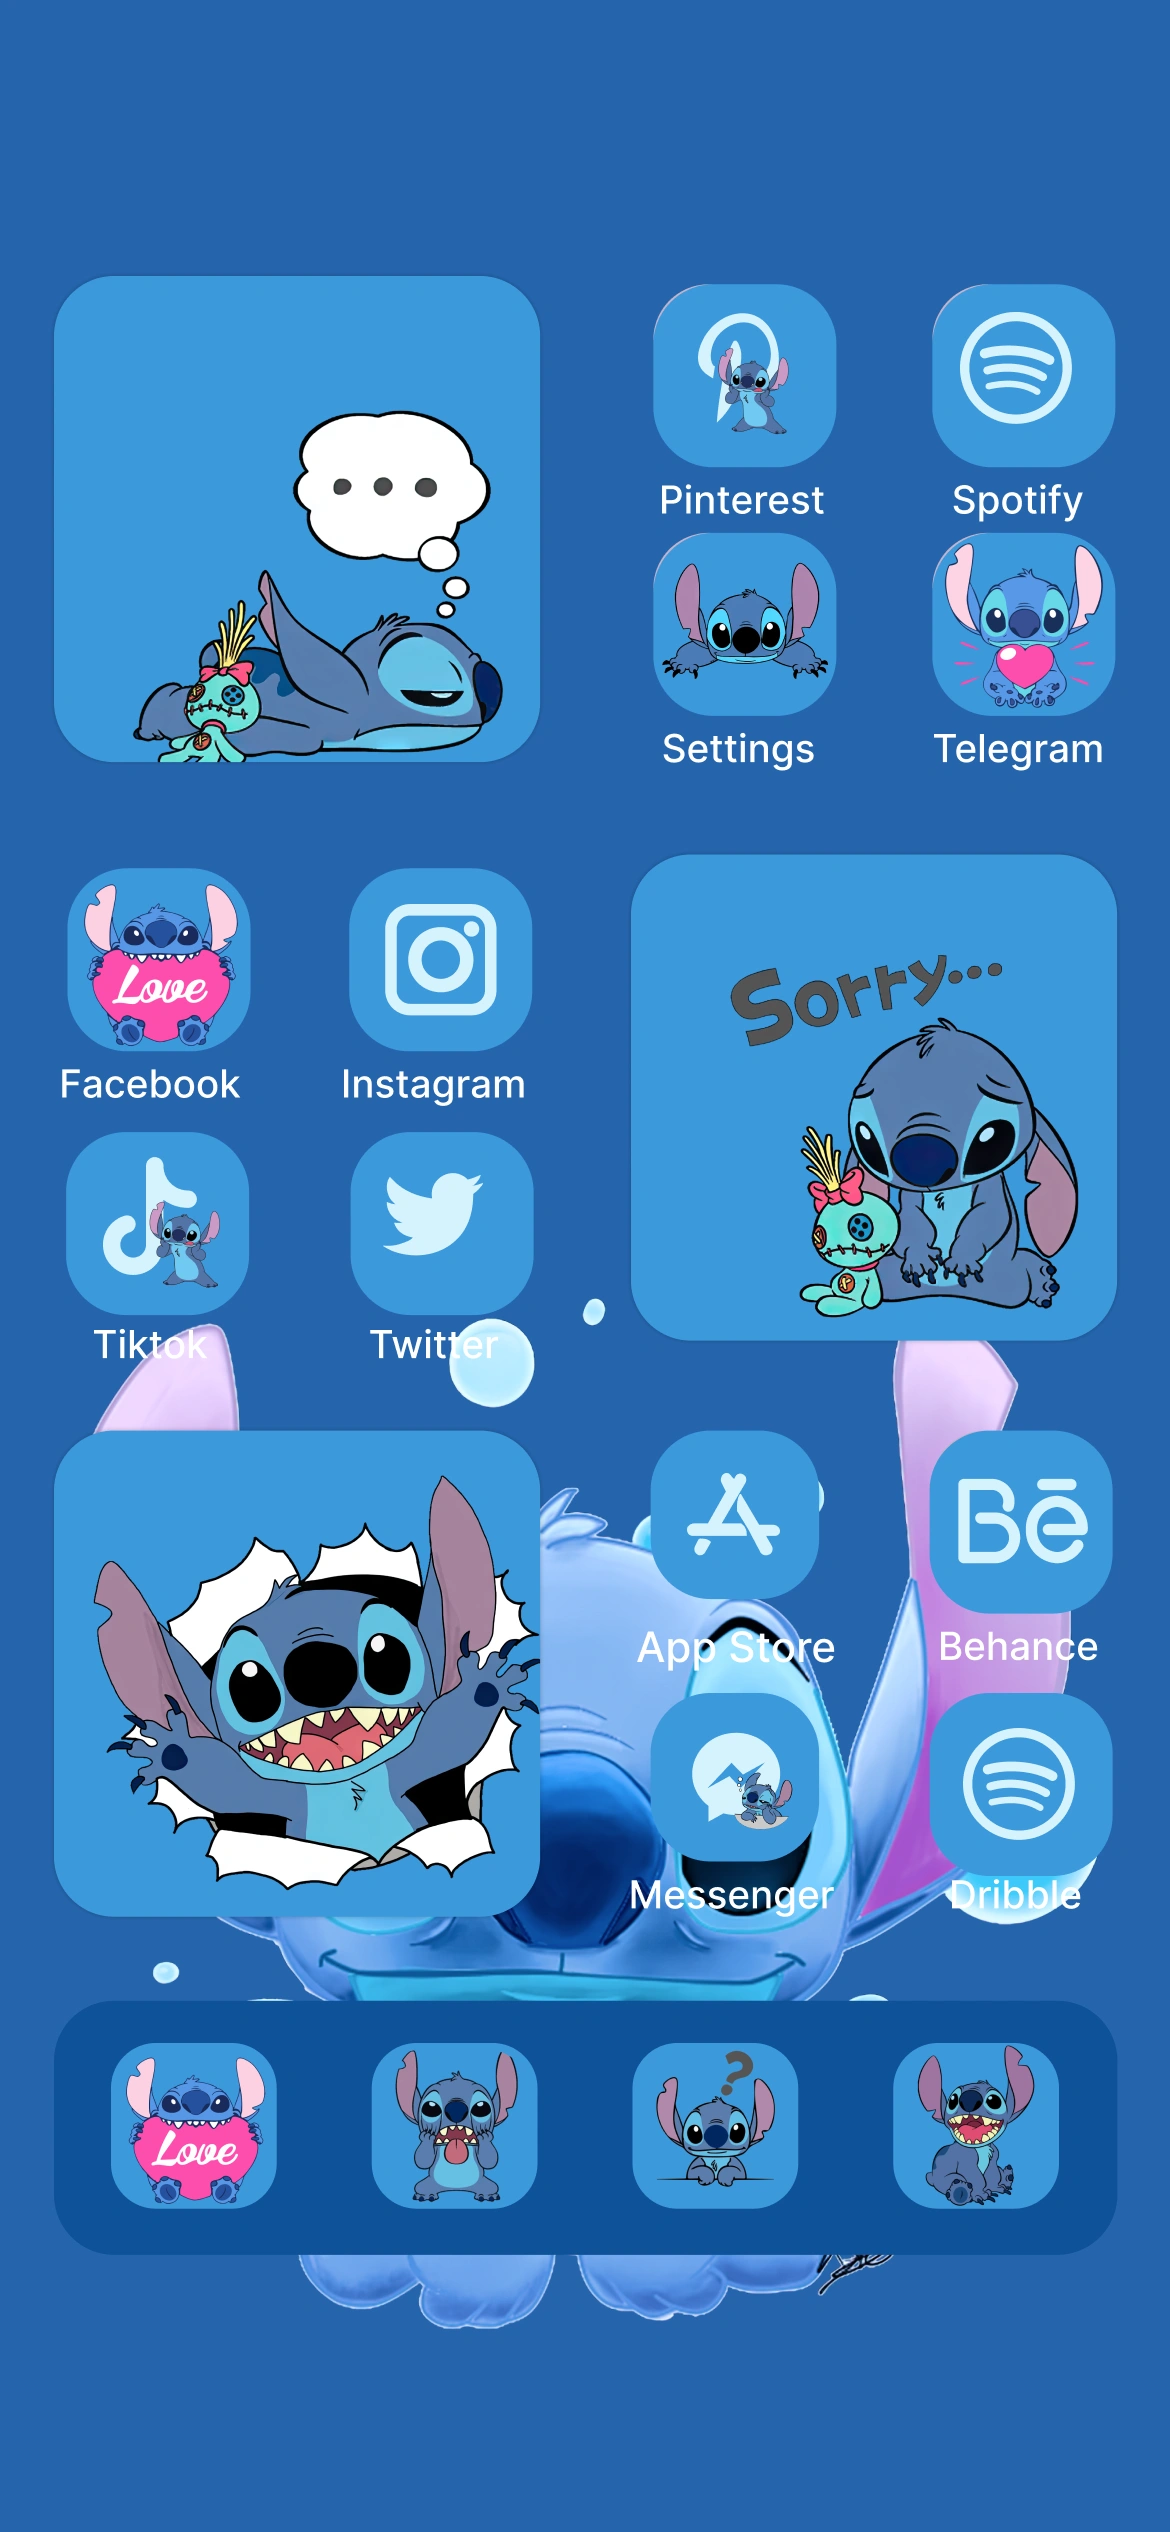 Pinterest
Spotify
Settings
Telegram
Love
Facebook
Instagram
Sorry...
Tiktok
Twitter
Bē
App Store
Behance
Messenger
Dribble
Love
?